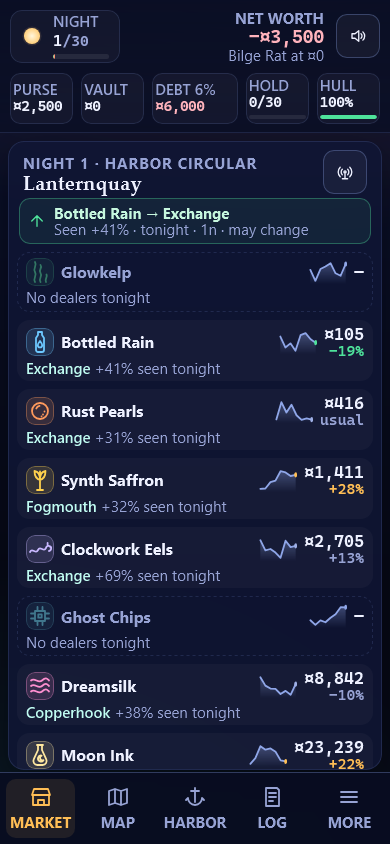 NIGHT
1/30
NET WORTH
−¤3,500
Bilge Rat at ¤0
PURSE
¤2,500
VAULT
¤0
DEBT 6%
¤6,000
HOLD
0/30
HULL
100%
NIGHT 1 · HARBOR CIRCULAR
Lanternquay
Bottled Rain → Exchange
Seen +41% · tonight · 1n · may change
Glowkelp
—
No dealers tonight
Bottled Rain
¤105
−19%
Exchange +41% seen tonight
Rust Pearls
¤416
usual
Exchange +31% seen tonight
Synth Saffron
¤1,411
+28%
Fogmouth +32% seen tonight
Clockwork Eels
¤2,705
+13%
Exchange +69% seen tonight
Ghost Chips
—
No dealers tonight
Dreamsilk
¤8,842
−10%
Copperhook +38% seen tonight
Moon Ink
¤23,239
+22%
MARKET
MAP
HARBOR
LOG
MORE